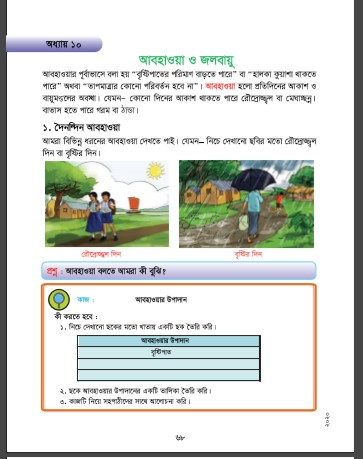 অধ্যায় ১০
আবহাওয়া ও জলবায়ু
আবহাওয়ার পূর্বাভাসে বলা হয় “বৃষ্টিপাতের পরিমাণ বাড়তে পারে” বা “হালকা কুয়াশা থাকতে
পারে” অথবা “তাপমাত্রার কোনো পরিবর্তন হবে না”। আবহাওয়া হলো প্রতিদিনের আকাশ ও
বায়ুমণ্ডলের অবস্থা। যেমন– কোনো দিনের আকাশ থাকতে পারে রৌদ্রোজ্জ্বল বা মেঘাচ্ছন্ন।
বাতাস হতে পারে গরম বা ঠান্ডা।
১. দৈনন্দিন আবহাওয়া
আমরা বিভিন্ন ধরনের আবহাওয়া দেখতে পাই। যেমন– নিচে দেখানো ছবির মতো রৌদ্রোজ্জ্বল
দিন বা বৃষ্টির দিন।
রৌদ্রোজ্জ্বল দিন
বৃষ্টির দিন
প্রশ্ন : আবহাওয়া বলতে আমরা কী বুঝি?
কাজ : আবহাওয়ার উপাদান
কী করতে হবে :
১. নিচে দেখানো ছকের মতো খাতায় একটি ছক তৈরি করি।
আবহাওয়ার উপাদান
বৃষ্টিপাত
২. ছকে আবহাওয়ার উপাদানের একটি তালিকা তৈরি করি।
৩. কাজটি নিয়ে সহপাঠীদের সাথে আলোচনা করি।
৬৮
২০২০